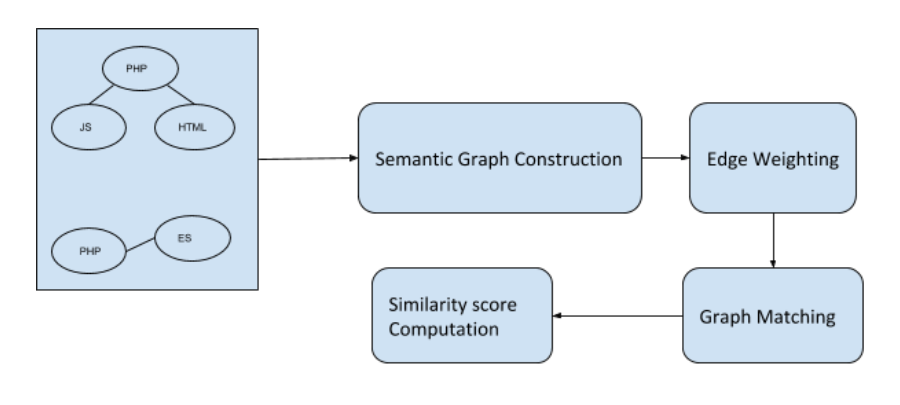 PHP
JS
HTML
PHP
ES
Semantic Graph Construction
Edge Weighting
Graph Matching
Similarity score
Computation